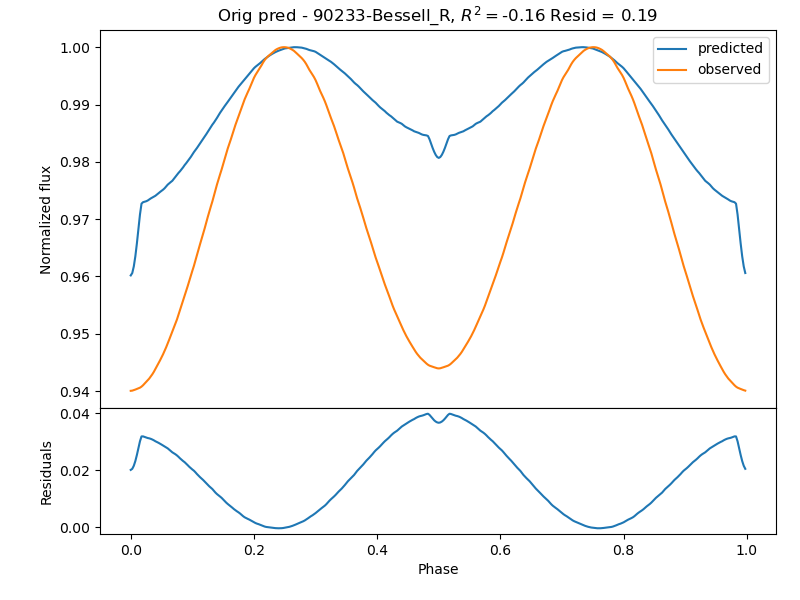 Orig pred - 90233-Bessell_R, $R^2 =$-0.16 Resid = 0.19
predicted
observed
Normalized flux
1.00
0.99
0.98
0.97
0.96
0.95
0.94
Residuals
0.04
0.02
0.00
0.0
0.2
0.4
0.6
0.8
1.0
Phase